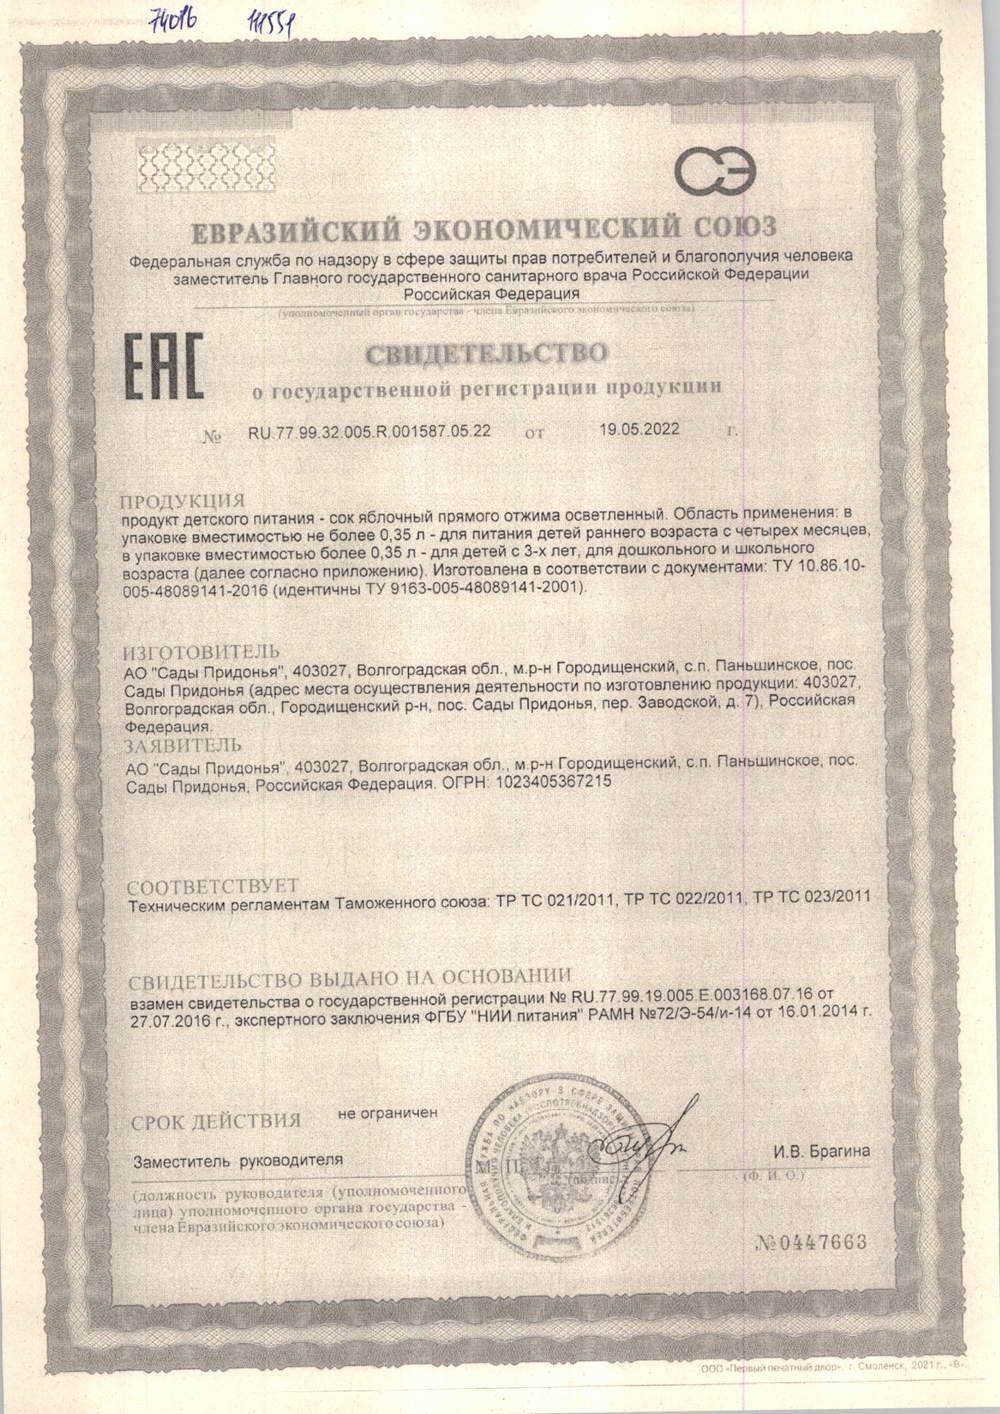 74016 111551
СЭ
ЕВРАЗИЙСКИЙ ЭКОНОМИЧЕСКИЙ СОЮЗ
Федеральная служба по надзору в сфере защиты прав потребителей и благополучия человека
заместитель Главного государственного санитарного врача Российской Федерации
Российская Федерация
(уполномоченный орган государства - члена Евразийского экономического союза)
ЕАС
СВИДЕТЕЛЬСТВО
о государственной регистрации продукции
№ RU.77.99.32.005.R.001587.05.22 от 19.05.2022 г.
ПРОДУКЦИЯ
продукт детского питания - сок яблочный прямого отжима осветленный. Область применения: в
упаковке вместимостью не более 0,35 л - для питания детей раннего возраста с четырех месяцев,
в упаковке вместимостью более 0,35 л - для детей с 3-х лет, для дошкольного и школьного
возраста (далее согласно приложению). Изготовлена в соответствии с документами: ТУ 10.86.10-
005-48089141-2016 (идентичны ТУ 9163-005-48089141-2001).
ИЗГОТОВИТЕЛЬ
АО "Сады Придонья", 403027, Волгоградская обл., м.р-н Городищенский, с.п. Паньшинское, пос.
Сады Придонья (адрес места осуществления деятельности по изготовлению продукции: 403027,
Волгоградская обл., Городищенский р-н, пос. Сады Придонья, пер. Заводской, д. 7), Российская
Федерация.
ЗАЯВИТЕЛЬ
АО "Сады Придонья", 403027, Волгоградская обл., м.р-н Городищенский, с.п. Паньшинское, пос.
Сады Придонья, Российская Федерация. ОГРН: 1023405367215
СООТВЕТСТВУЕТ
Техническим регламентам Таможенного союза: ТР ТС 021/2011, ТР ТС 022/2011, ТР ТС 023/2011
СВИДЕТЕЛЬСТВО ВЫДАНО НА ОСНОВАНИИ
взамен свидетельства о государственной регистрации № RU.77.99.19.005.Е.003168.07.16 от
27.07.2016 г., экспертного заключения ФГБУ "НИИ питания" РАМН №72/Э-54/и-14 от 16.01.2014 г.
СРОК ДЕЙСТВИЯ не ограничен
Заместитель руководителя М. П. И.В. Брагина
(подпись) (Ф. И. О.)
(должность руководителя (уполномоченного
лица) уполномоченного органа государства -
члена Евразийского экономического союза)
№0447663
ООО «Первый печатный двор», г. Смоленск, 2021 г., «В».